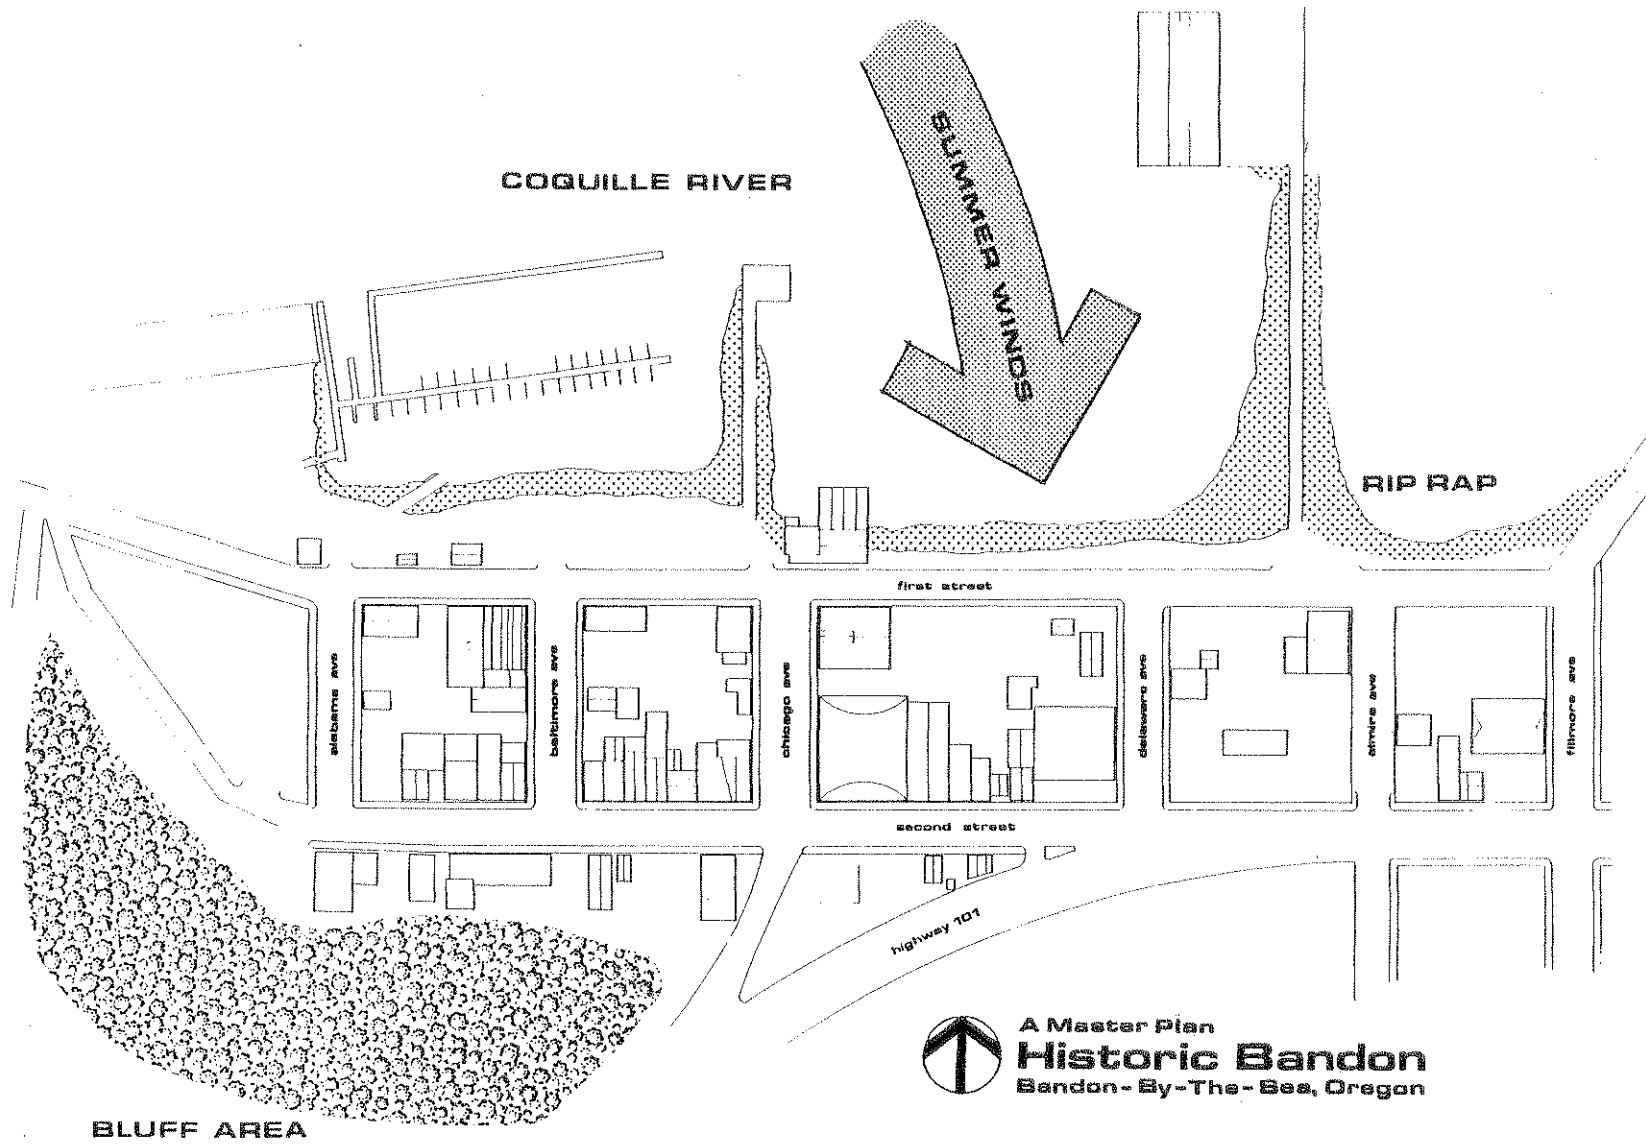 COQUILLE RIVER
SUMMER WINDS
RIP RAP
first street
alabama ave
baltimore ave
chicago ave
delaware ave
elmira ave
fillmore ave
second street
highway 101
A Master Plan
Historic Bandon
Bandon-By-The-Sea, Oregon
BLUFF AREA